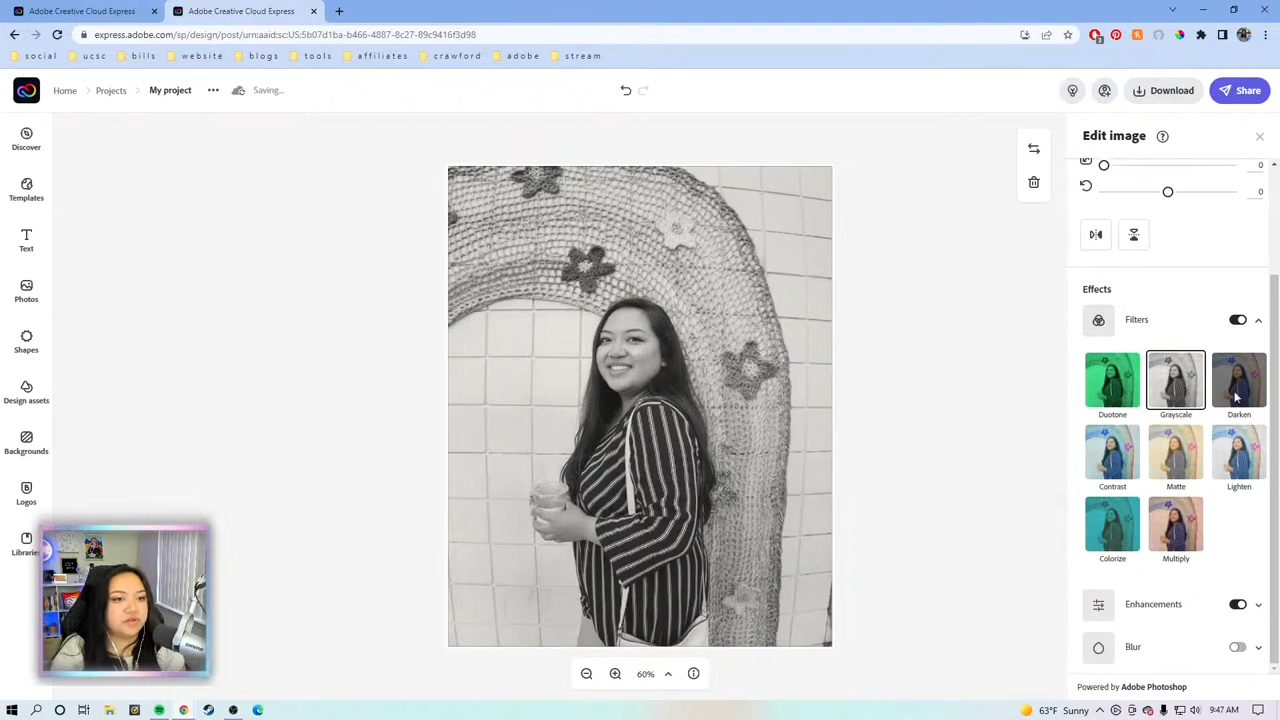 Adobe Creative Cloud Express
Adobe Creative Cloud Express
express.adobe.com/sp/design/post/urn:aaid:sc:US:5b07d1ba-b466-4887-8c27-89c9416f3d98
3
social
ucsc
bills
website
blogs
tools
affiliates
crawford
adobe
stream
Home
Projects
My project
Saving...
Download
Share
Discover
Templates
Text
Photos
Shapes
Design assets
Backgrounds
Logos
Libraries
60%
Edit image
0
0
Effects
Filters
Duotone
Grayscale
Darken
Contrast
Matte
Lighten
Colorize
Multiply
Enhancements
Blur
Powered by Adobe Photoshop
63°F Sunny
9:47 AM